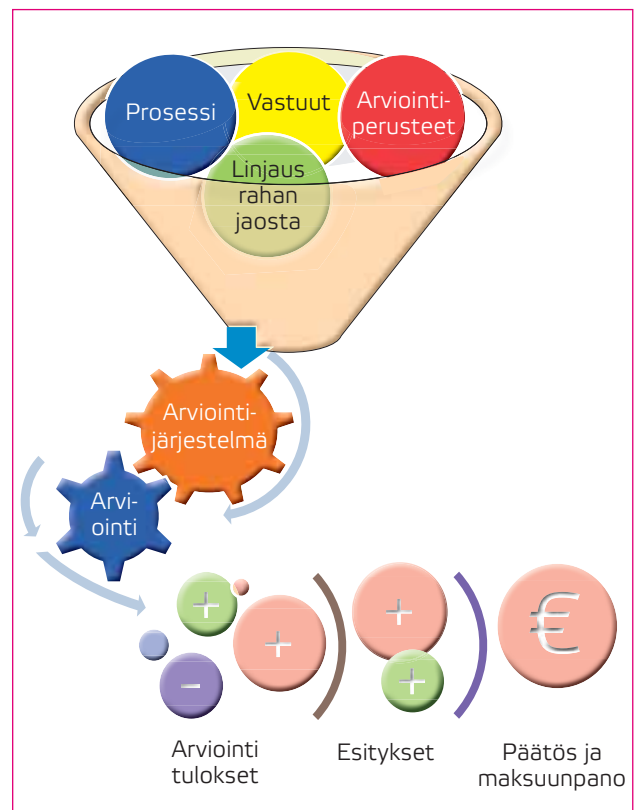 Prosessi
Vastuut
Arviointi-
perusteet
Linjaus
rahan
jaosta
Arviointi-
järjestelmä
Arvi-
ointi
+
+
-
+
+
€
Arviointi
tulokset
Esitykset
Päätös ja
maksuunpano